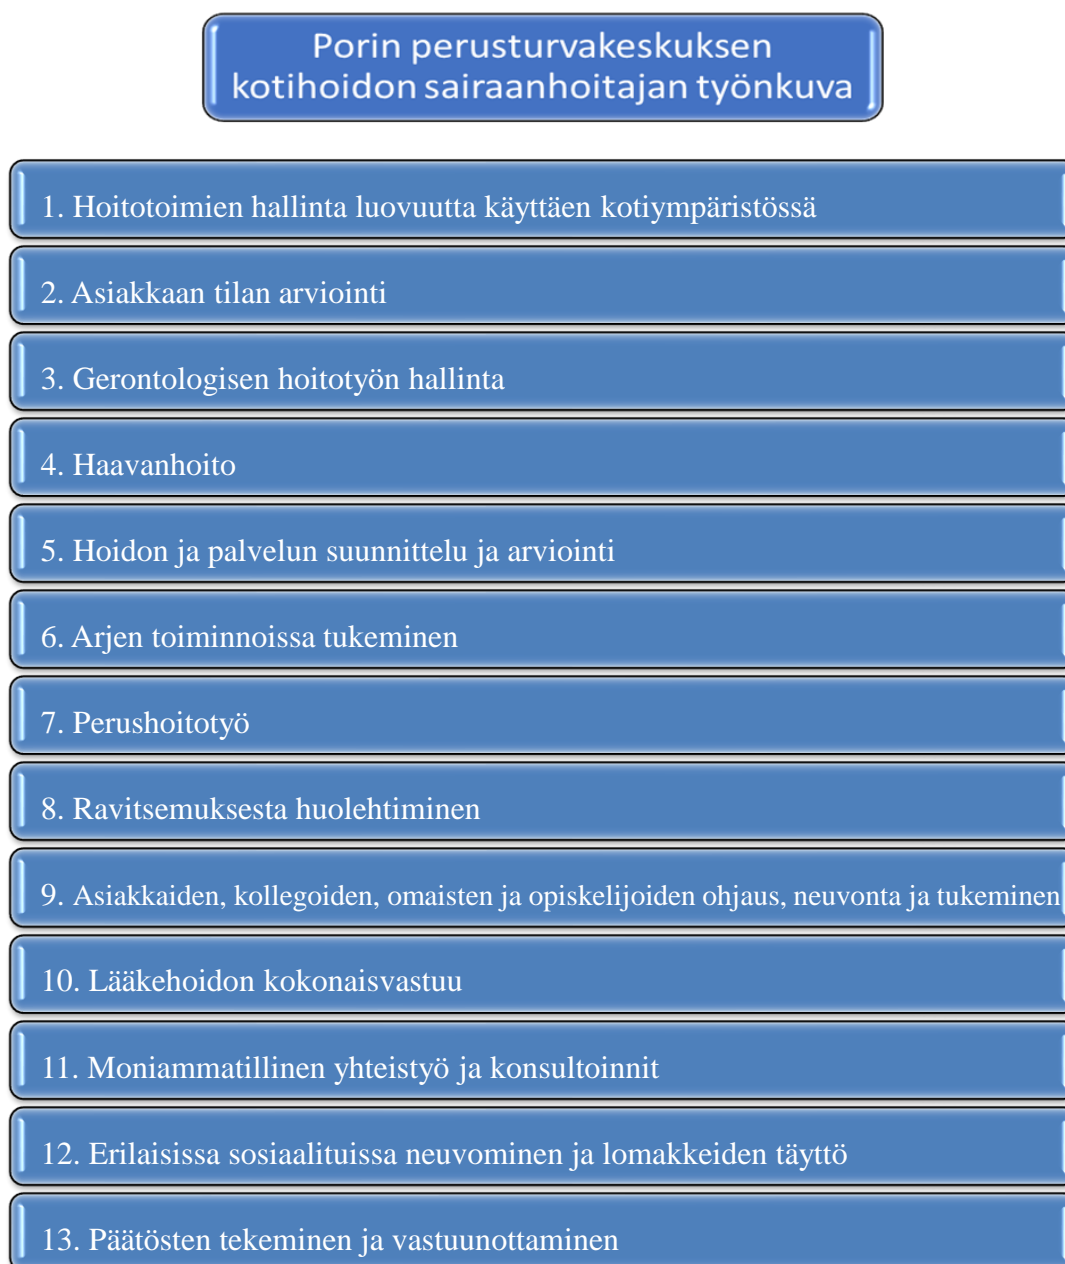 Porin perusturvakeskuksen
kotihoidon sairaanhoitajan työnkuva
1. Hoitotoimien hallinta luovuutta käyttäen kotiympäristössä
2. Asiakkaan tilan arviointi
3. Gerontologisen hoitotyön hallinta
4. Haavanhoito
5. Hoidon ja palvelun suunnittelu ja arviointi
6. Arjen toiminnoissa tukeminen
7. Perushoitotyö
8. Ravitsemuksesta huolehtiminen
9. Asiakkaiden, kollegoiden, omaisten ja opiskelijoiden ohjaus, neuvonta ja tukeminen
10. Lääkehoidon kokonaisvastuu
11. Moniammatillinen yhteistyö ja konsultoinnit
12. Erilaisissa sosiaalituissa neuvominen ja lomakkeiden täyttö
13. Päätösten tekeminen ja vastuunottaminen